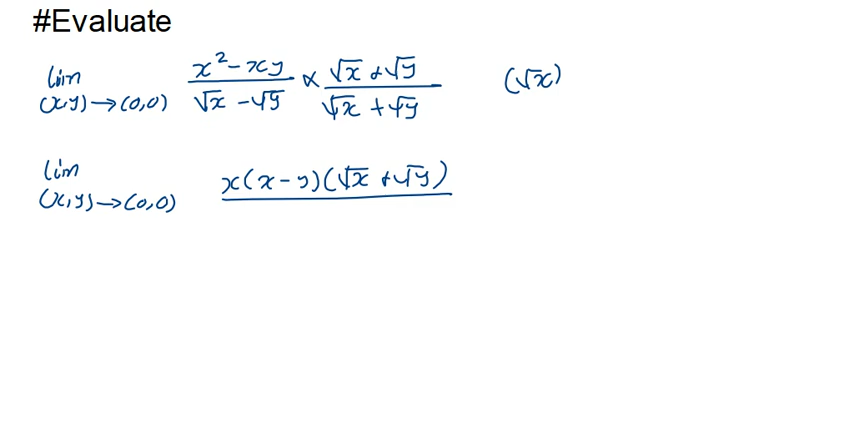 #Evaluate
lim (x,y)→(0,0) x²-xy / √x - √y × √x + √y / √x + √y (√x)
lim (x,y)→(0,0) x(x-y)(√x + √y)